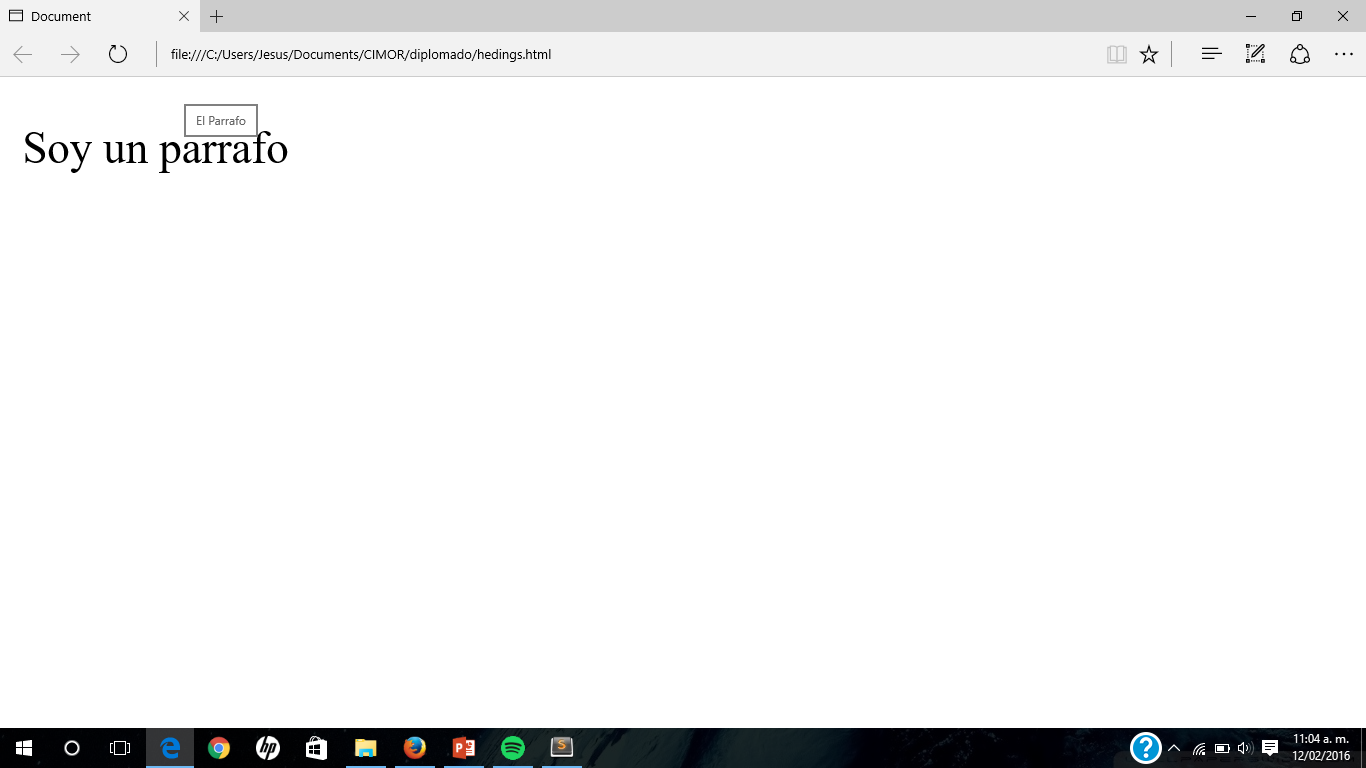 Document
file:///C:/Users/Jesus/Documents/CIMOR/diplomado/hedings.html
El Parrafo
Soy un parrafo
11:04 a. m.
12/02/2016